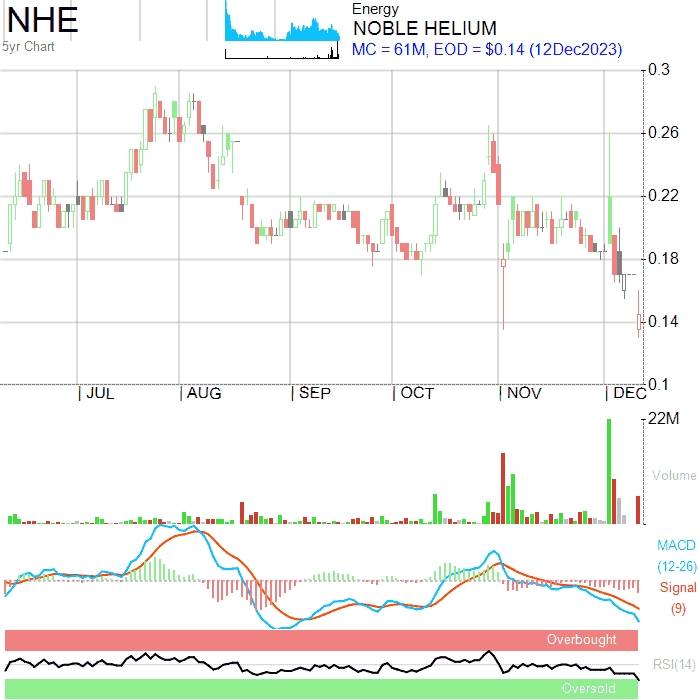 NHE
5yr Chart
Energy
NOBLE HELIUM
MC = 61M, EOD = $0.14 (12Dec2023)
0.3
0.26
0.22
0.18
0.14
0.1
JUL
AUG
SEP
OCT
NOV
DEC
22M
Volume
MACD
(12-26)
Signal
(9)
Overbought
RSI(14)
Oversold